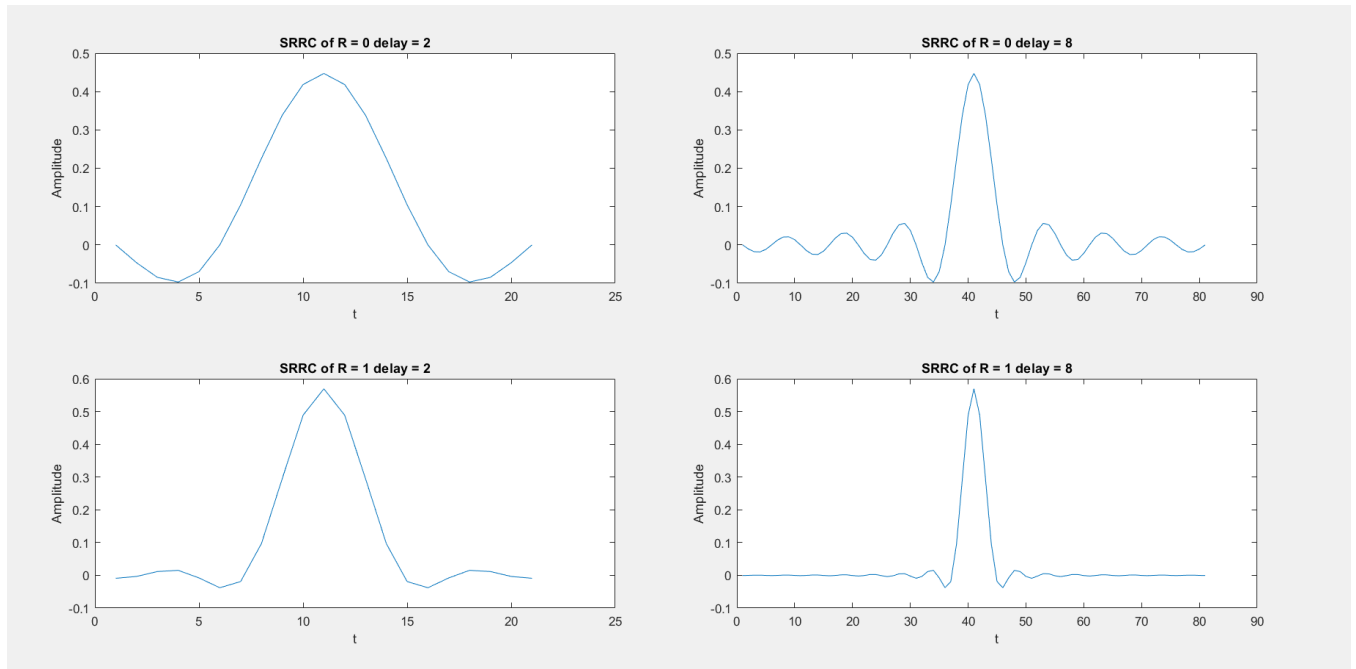 SRRC of R = 0 delay = 2
0.5
0.4
0.3
0.2
0.1
0
-0.1
Amplitude
0 5 10 15 20 25
t
SRRC of R = 0 delay = 8
0.5
0.4
0.3
0.2
0.1
0
-0.1
Amplitude
0 10 20 30 40 50 60 70 80 90
t
SRRC of R = 1 delay = 2
0.6
0.5
0.4
0.3
0.2
0.1
0
-0.1
Amplitude
0 5 10 15 20 25
t
SRRC of R = 1 delay = 8
0.6
0.5
0.4
0.3
0.2
0.1
0
-0.1
Amplitude
0 10 20 30 40 50 60 70 80 90
t